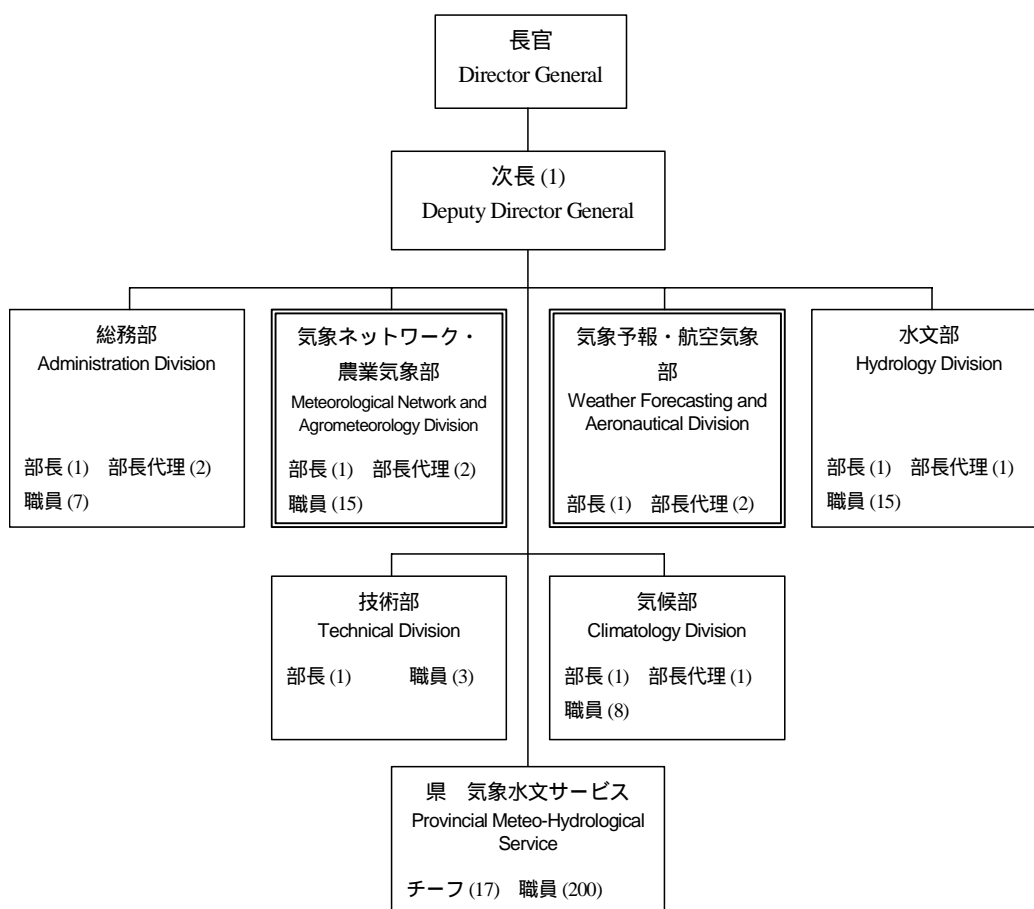 長官
Director General
次長 (1)
Deputy Director General
総務部
Administration Division
部長 (1) 部長代理 (2)
職員 (7)
気象ネットワーク・
農業気象部
Meteorological Network and
Agrometeorology Division
部長 (1) 部長代理 (2)
職員 (15)
気象予報・航空気象
部
Weather Forecasting and
Aeronautical Division
部長 (1) 部長代理 (2)
水文部
Hydrology Division
部長 (1) 部長代理 (1)
職員 (15)
技術部
Technical Division
部長 (1) 職員 (3)
気候部
Climatology Division
部長 (1) 部長代理 (1)
職員 (8)
県 気象水文サービス
Provincial Meteo-Hydrological
Service
チーフ (17) 職員 (200)